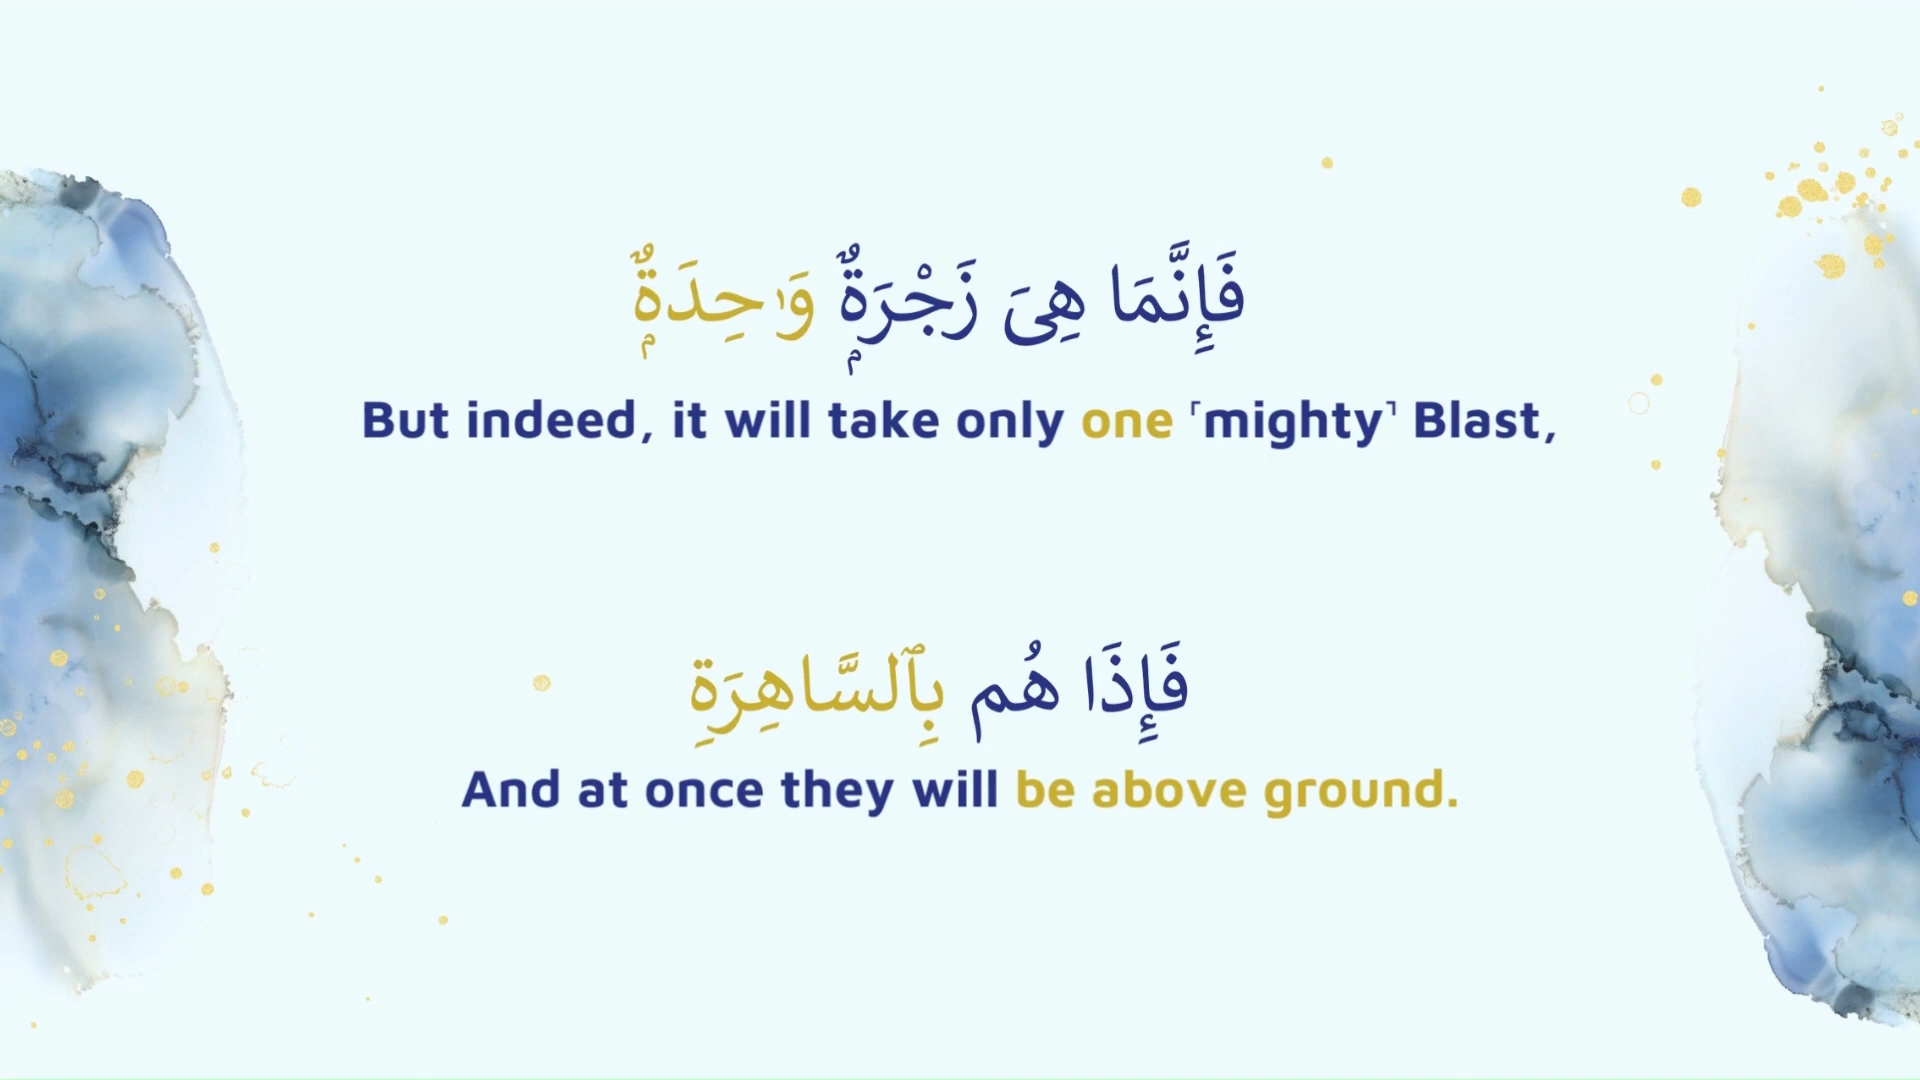 فَإِنَّمَا هِىَ زَجْرَةٌۭ وَٰحِدَةٌۭ
But indeed, it will take only one ˹mighty˺ Blast,
فَإِذَا هُم بِٱلسَّاهِرَةِ
And at once they will be above ground.